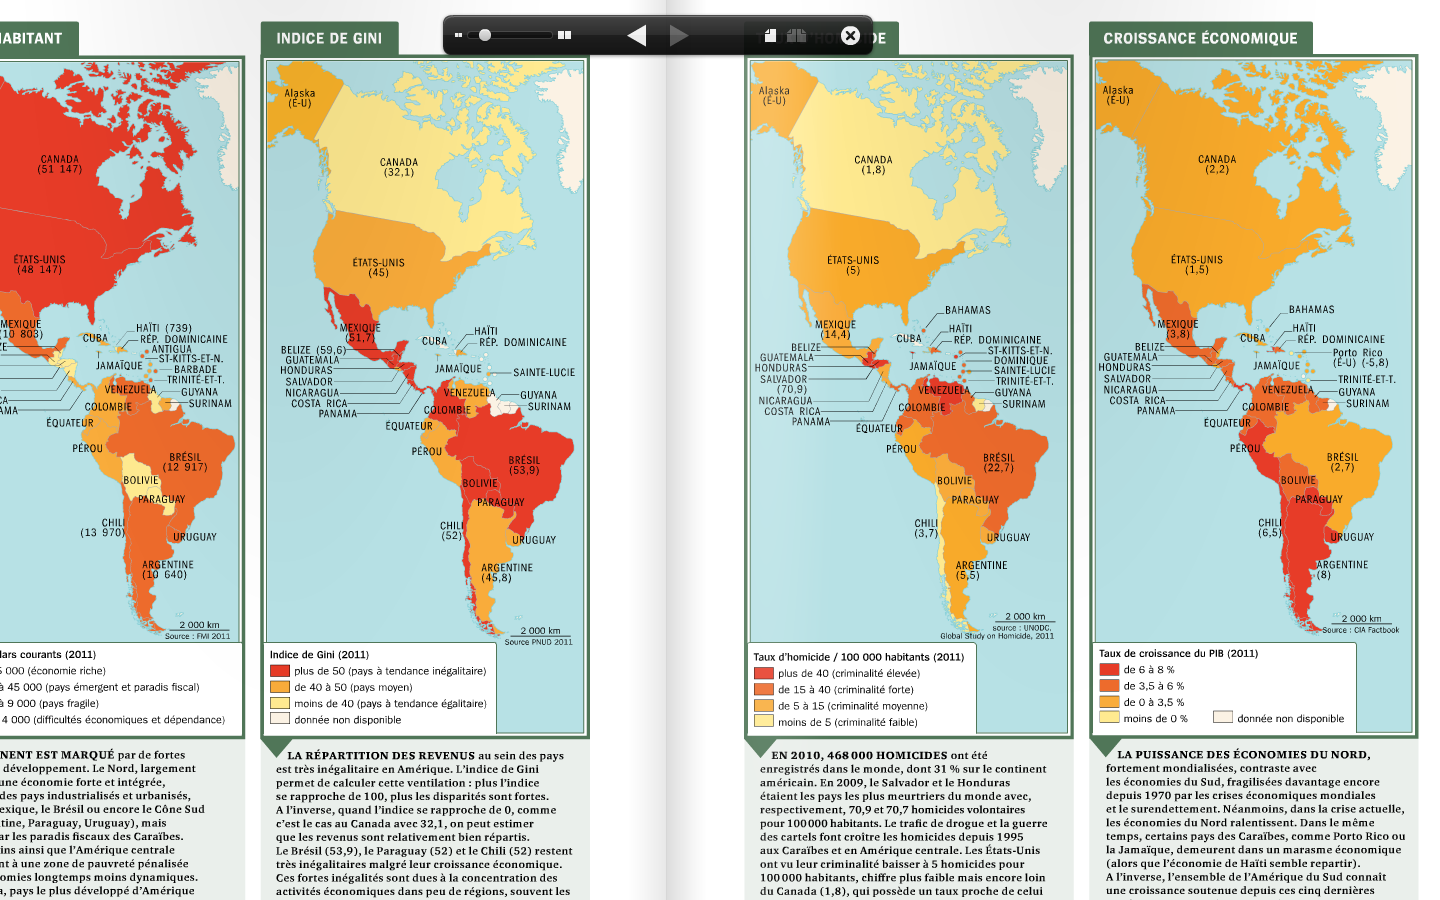 HABITANT
CANADA
(51 147)
ÉTATS-UNIS
(48 147)
MEXIQUE
(10 803)
HAÏTI (739)
CUBA
RÉP. DOMINICAINE
ANTIGUA
ST-KITTS-ET-N.
JAMAÏQUE
BARBADE
TRINITÉ-ET-T.
VENEZUELA
GUYANA
SURINAM
COLOMBIE
ÉQUATEUR
PÉROU
BRÉSIL
(12 917)
BOLIVIE
PARAGUAY
CHILI
(13 970)
URUGUAY
ARGENTINE
(10 640)
2 000 km
Source : FMI 2011
lars courants (2011)
5 000 (économie riche)
à 45 000 (pays émergent et paradis fiscal)
à 9 000 (pays fragile)
4 000 (difficultés économiques et dépendance)
NENT EST MARQUÉ par de fortes
développement. Le Nord, largement
une économie forte et intégrée,
des pays industrialisés et urbanisés,
exique, le Brésil ou encore le Cône Sud
tine, Paraguay, Uruguay), mais
ar les paradis fiscaux des Caraïbes.
ins ainsi que l'Amérique centrale
nt à une zone de pauvreté pénalisée
omies longtemps moins dynamiques.
a, pays le plus développé d'Amérique
INDICE DE GINI
Alaska
(É-U)
CANADA
(32,1)
ÉTATS-UNIS
(45)
MEXIQUE
(51,7)
CUBA
HAÏTI
RÉP. DOMINICAINE
BELIZE (59,6)
GUATEMALA
HONDURAS
JAMAÏQUE
SAINTE-LUCIE
SALVADOR
NICARAGUA
VENEZUELA
GUYANA
COSTA RICA
SURINAM
PANAMA
COLOMBIE
ÉQUATEUR
PÉROU
BRÉSIL
(53,9)
BOLIVIE
PARAGUAY
CHILI
(52)
URUGUAY
ARGENTINE
(45,8)
2 000 km
Source PNUD 2011
Indice de Gini (2011)
plus de 50 (pays à tendance inégalitaire)
de 40 à 50 (pays moyen)
moins de 40 (pays à tendance égalitaire)
donnée non disponible
LA RÉPARTITION DES REVENUS au sein des pays
est très inégalitaire en Amérique. L'indice de Gini
permet de calculer cette ventilation : plus l'indice
se rapproche de 100, plus les disparités sont fortes.
A l'inverse, quand l'indice se rapproche de 0, comme
c'est le cas au Canada avec 32,1, on peut estimer
que les revenus sont relativement bien répartis.
Le Brésil (53,9), le Paraguay (52) et le Chili (52) restent
très inégalitaires malgré leur croissance économique.
Ces fortes inégalités sont dues à la concentration des
activités économiques dans peu de régions, souvent les
Alaska
(É-U)
CANADA
(1,8)
ÉTATS-UNIS
(5)
MEXIQUE
(14,4)
BAHAMAS
CUBA
HAÏTI
RÉP. DOMINICAINE
BELIZE
ST-KITTS-ET-N.
GUATEMALA
DOMINIQUE
HONDURAS
JAMAÏQUE
SAINTE-LUCIE
SALVADOR
(70,9)
TRINITÉ-ET-T.
VENEZUELA
GUYANA
NICARAGUA
SURINAM
COSTA RICA
COLOMBIE
PANAMA
ÉQUATEUR
PÉROU
BRÉSIL
(22,7)
BOLIVIE
PARAGUAY
CHILI
(3,7)
URUGUAY
ARGENTINE
(5,5)
2 000 km
source : UNODC,
Global Study on Homicide, 2011
Taux d'homicide / 100 000 habitants (2011)
plus de 40 (criminalité élevée)
de 15 à 40 (criminalité forte)
de 5 à 15 (criminalité moyenne)
moins de 5 (criminalité faible)
EN 2010, 468 000 HOMICIDES ont été
enregistrés dans le monde, dont 31 % sur le continent
américain. En 2009, le Salvador et le Honduras
étaient les pays les plus meurtriers du monde avec,
respectivement, 70,9 et 70,7 homicides volontaires
pour 100 000 habitants. Le trafic de drogue et la guerre
des cartels font croître les homicides depuis 1995
aux Caraïbes et en Amérique centrale. Les États-Unis
ont vu leur criminalité baisser à 5 homicides pour
100 000 habitants, chiffre plus faible mais encore loin
du Canada (1,8), qui possède un taux proche de celui
CROISSANCE ÉCONOMIQUE
Alaska
(É-U)
CANADA
(2,2)
ÉTATS-UNIS
(1,5)
MEXIQUE
(3,8)
BAHAMAS
CUBA
HAÏTI
RÉP. DOMINICAINE
BELIZE
Porto Rico
(É-U) (-5,8)
GUATEMALA
HONDURAS
JAMAÏQUE
SALVADOR
TRINITÉ-ET-T.
NICARAGUA
VENEZUELA
GUYANA
COSTA RICA
SURINAM
PANAMA
COLOMBIE
ÉQUATEUR
PÉROU
BRÉSIL
(2,7)
BOLIVIE
PARAGUAY
CHILI
(6,5)
URUGUAY
ARGENTINE
(8)
2 000 km
Source : CIA Factbook
Taux de croissance du PIB (2011)
de 6 à 8 %
de 3,5 à 6 %
de 0 à 3,5 %
moins de 0 %
donnée non disponible
LA PUISSANCE DES ÉCONOMIES DU NORD,
fortement mondialisées, contraste avec
les économies du Sud, fragilisées davantage encore
depuis 1970 par les crises économiques mondiales
et le surendettement. Néanmoins, dans la crise actuelle,
les économies du Nord ralentissent. Dans le même
temps, certains pays des Caraïbes, comme Porto Rico ou
la Jamaïque, demeurent dans un marasme économique
(alors que l'économie de Haïti semble repartir).
A l'inverse, l'ensemble de l'Amérique du Sud connaît
une croissance soutenue depuis ces cinq dernières